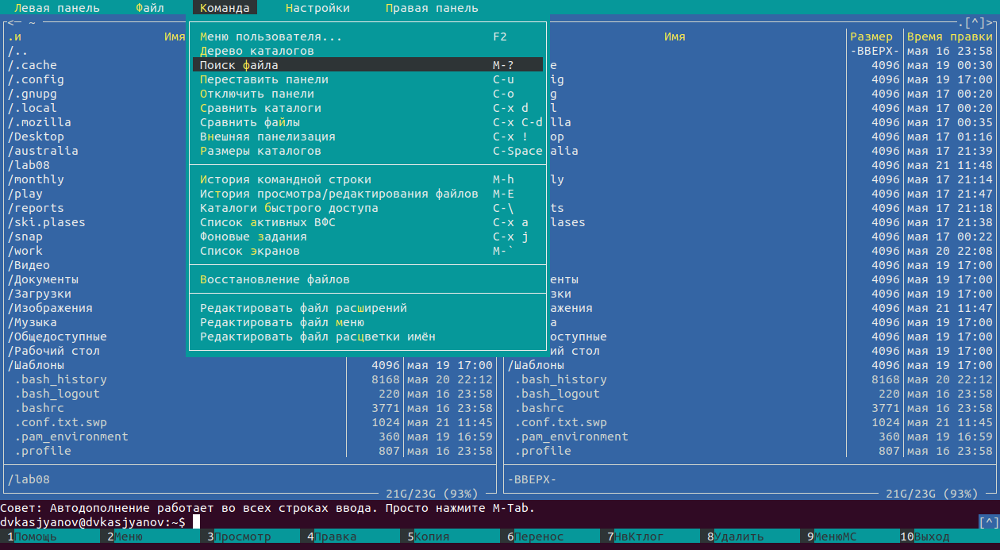 Левая панель Файл Команда Настройки Правая панель
<─ ~ .[^]>
.и Имя Меню пользователя... F2 Имя Размер Время правки
/.. Дерево каталогов -ВВЕРХ- мая 16 23:58
/.cache Поиск файла M-? e 4096 мая 19 00:30
/.config Переставить панели C-u ig 4096 мая 19 17:00
/.gnupg Отключить панели C-o g 4096 мая 17 00:20
/.local Сравнить каталоги C-x d l 4096 мая 17 00:20
/.mozilla Сравнить файлы C-x C-d lla 4096 мая 17 00:35
/Desktop Внешняя панелизация C-x ! op 4096 мая 17 01:16
/australia Размеры каталогов C-Space alia 4096 мая 17 21:39
/lab08 4096 мая 21 11:48
/monthly История командной строки M-h ly 4096 мая 17 21:14
/play История просмотра/редактирования файлов M-E 4096 мая 17 21:47
/reports Каталоги быстрого доступа C-\ ts 4096 мая 17 21:18
/ski.plases Список активных ВФС C-x a lases 4096 мая 17 21:38
/snap Фоновые задания C-x j 4096 мая 17 00:22
/work Список экранов M-` 4096 мая 20 22:08
/Видео 4096 мая 19 17:00
/Документы Восстановление файлов енты 4096 мая 19 17:00
/Загрузки зки 4096 мая 19 17:00
/Изображения Редактировать файл расширений ажения 4096 мая 21 11:47
/Музыка Редактировать файл меню а 4096 мая 19 17:00
/Общедоступные Редактировать файл расцветки имён оступные 4096 мая 19 17:00
/Рабочий стол ий стол 4096 мая 19 17:00
/Шаблоны 4096 мая 19 17:00 /Шаблоны 4096 мая 19 17:00
.bash_history 8168 мая 20 22:12 .bash_history 8168 мая 20 22:12
.bash_logout 220 мая 16 23:58 .bash_logout 220 мая 16 23:58
.bashrc 3771 мая 16 23:58 .bashrc 3771 мая 16 23:58
.conf.txt.swp 1024 мая 21 11:45 .conf.txt.swp 1024 мая 21 11:45
.pam_environment 360 мая 19 16:59 .pam_environment 360 мая 19 16:59
.profile 807 мая 16 23:58 .profile 807 мая 16 23:58
/lab08 -ВВЕРХ-
21G/23G (93%) 21G/23G (93%)
Совет: Автодополнение работает во всех строках ввода. Просто нажмите M-Tab.
dvkasjyanov@dvkasjyanov:~$ [^]
1Помощь 2Меню 3Просмотр 4Правка 5Копия 6Перенос 7НвКтлог 8Удалить 9МенюMC 10Выход